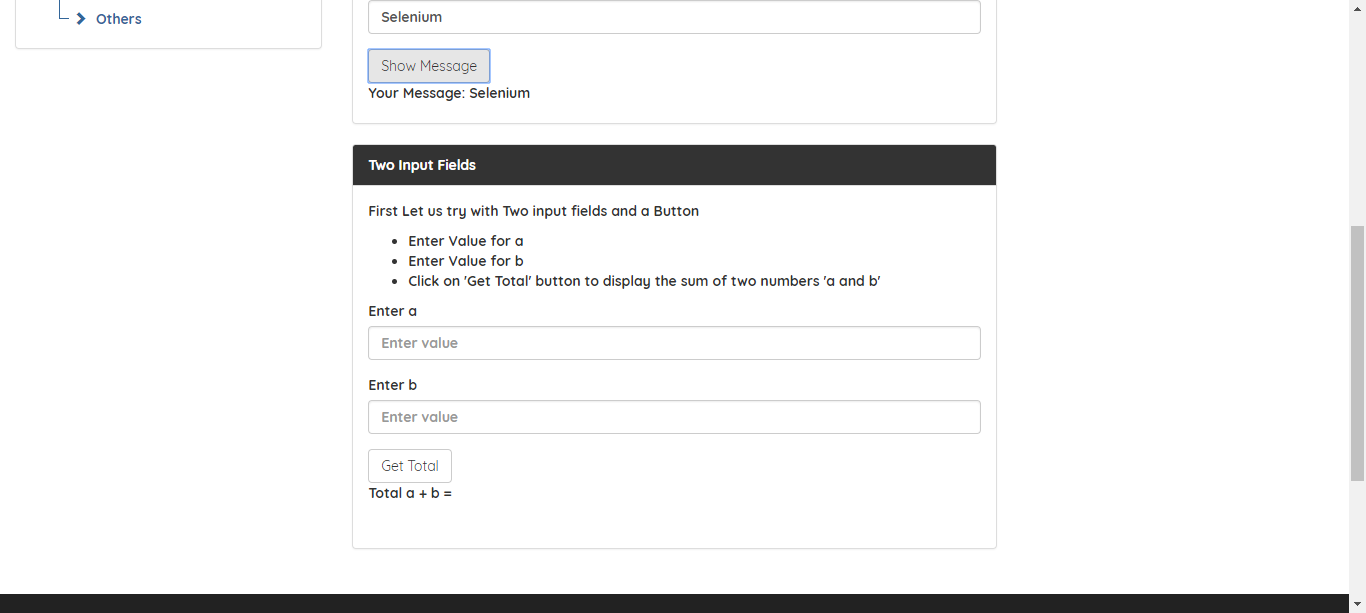 Others
Selenium
Show Message
Your Message: Selenium
Two Input Fields
First Let us try with Two input fields and a Button
• Enter Value for a
• Enter Value for b
• Click on 'Get Total' button to display the sum of two numbers 'a and b'
Enter a
Enter value
Enter b
Enter value
Get Total
Total a + b =